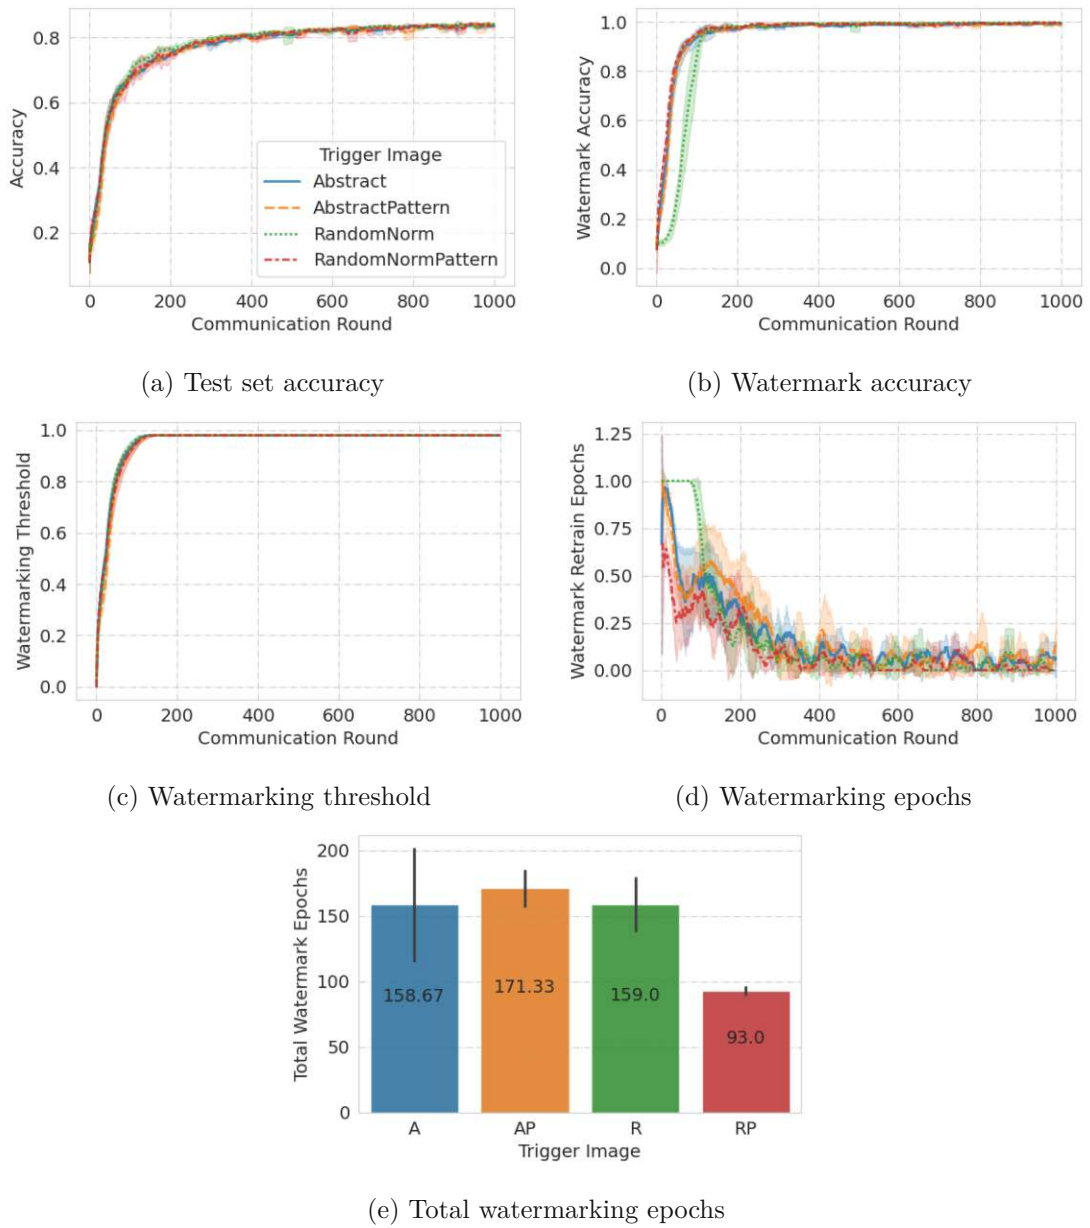 0.8
0.6
0.4
0.2
Accuracy
Trigger Image
Abstract
AbstractPattern
RandomNorm
RandomNormPattern
0 200 400 600 800 1000
Communication Round
(a) Test set accuracy
1.0
0.8
0.6
0.4
0.2
0.0
Watermark Accuracy
0 200 400 600 800 1000
Communication Round
(b) Watermark accuracy
1.0
0.8
0.6
0.4
0.2
0.0
Watermarking Threshold
0 200 400 600 800 1000
Communication Round
(c) Watermarking threshold
1.25
1.00
0.75
0.50
0.25
0.00
Watermark Retrain Epochs
0 200 400 600 800 1000
Communication Round
(d) Watermarking epochs
200
150
100
50
0
Total Watermark Epochs
158.67 171.33 159.0 93.0
A AP R RP
Trigger Image
(e) Total watermarking epochs